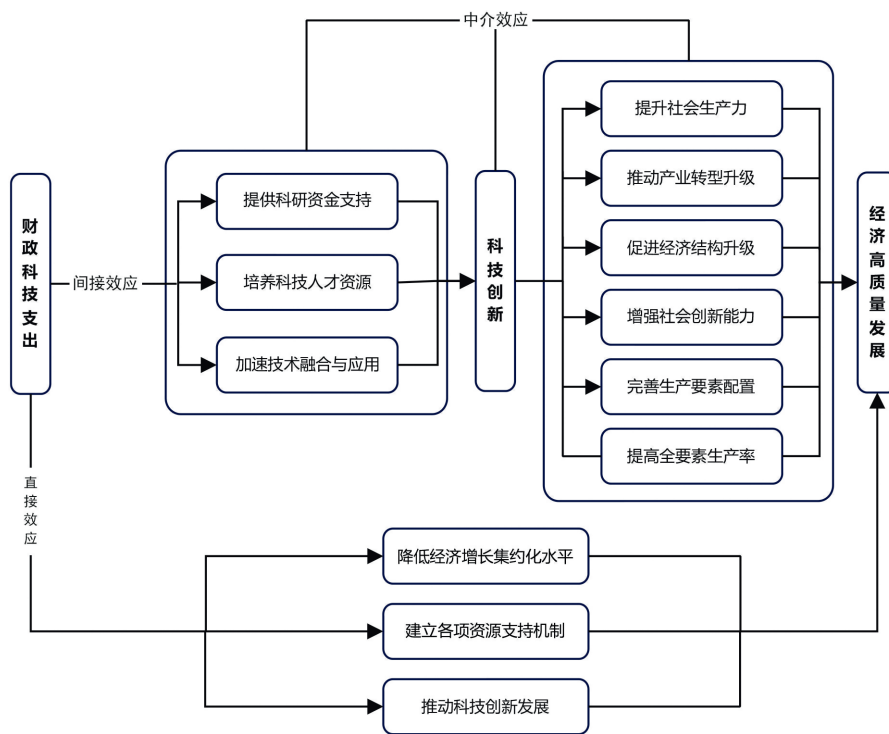 中介效应
提升社会生产力
推动产业转型升级
提供科研资金支持
促进经济结构升级
财政科技支出
间接效应
培养科技人才资源
科技创新
经济高质量发展
增强社会创新能力
加速技术融合与应用
完善生产要素配置
提高全要素生产率
直接效应
降低经济增长集约化水平
建立各项资源支持机制
推动科技创新发展